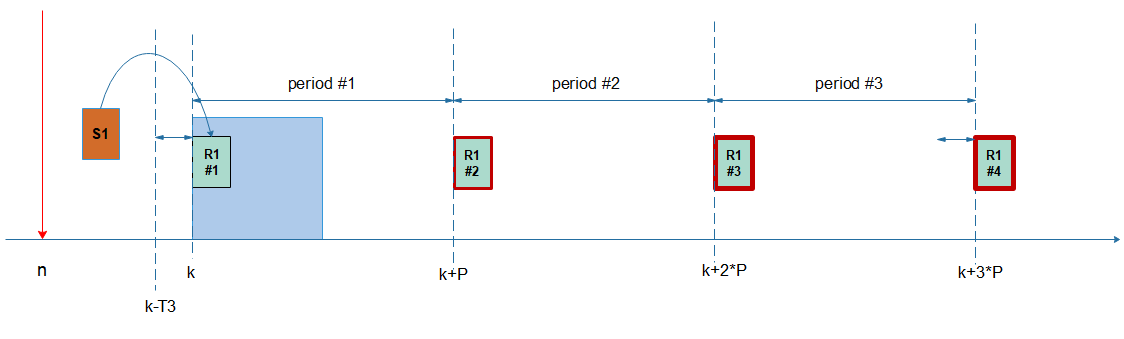 period #1
period #2
period #3
S1
R1
#1
R1
#2
R1
#3
R1
#4
n
k
k+P
k+2*P
k+3*P
k-T3